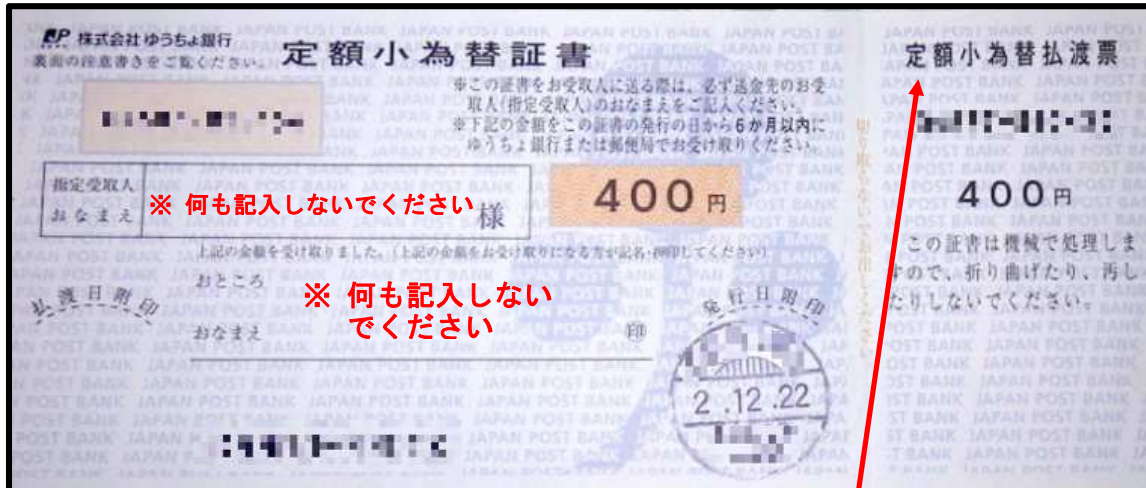 JP 株式会社ゆうちょ銀行
裏面の注意書きをご覧ください。
定額小為替証書
※この証書をお受取人に送る際は、必ず送金先のお受
取人(指定受取人)のおなまえをご記入ください。
※下記の金額をこの証書の発行の日から6か月以内に
ゆうちょ銀行または郵便局でお受け取りください。
指定受取人
おなまえ
※ 何も記入しないでください
様
400円
上記の金額を受け取りました。(上記の金額をお受け取りになる方が記名・押印してください)
おところ
※ 何も記入しない
でください
おなまえ
印
払渡日附印
発行日附印
2.12.22
定額小為替払渡票
400円
この証書は機械で処理しま
すので、折り曲げたり、汚し
たりしないでください。
JAPAN POST BANK